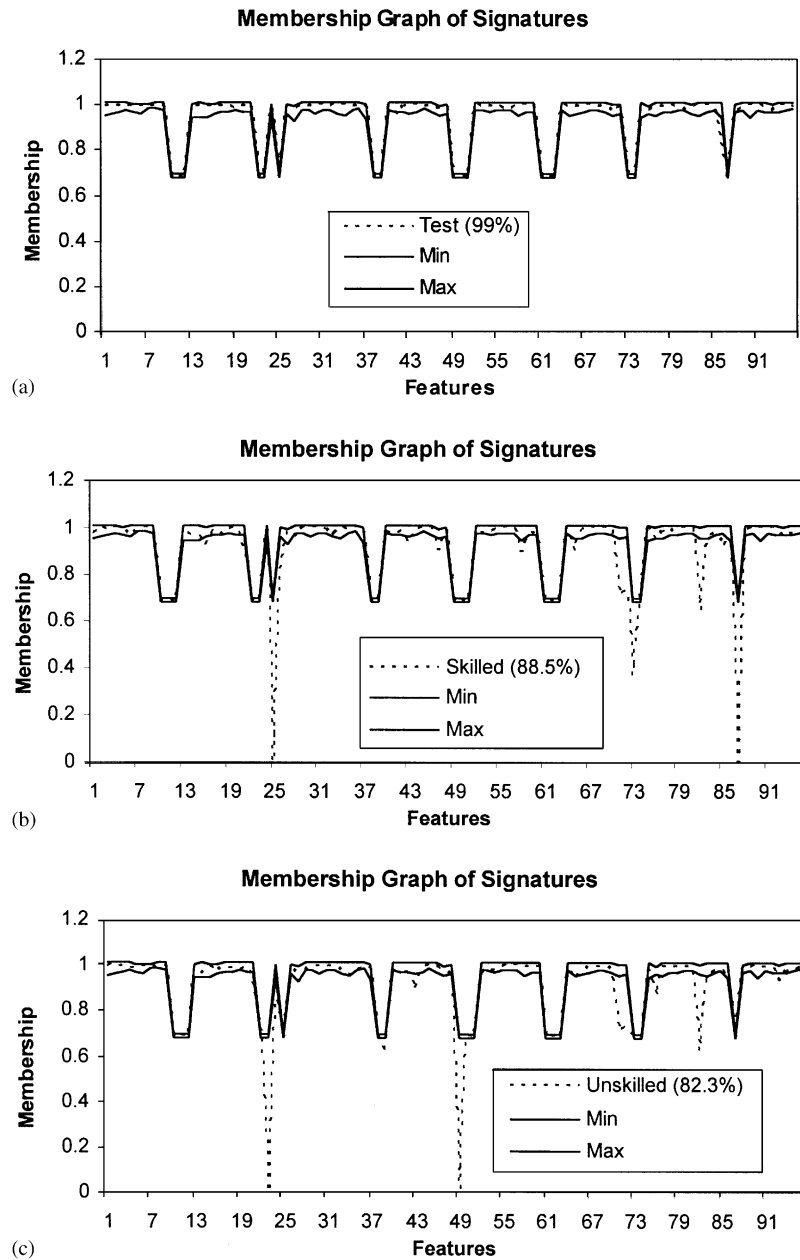 Membership Graph of Signatures
1.2
1
0.8
0.6
0.4
0.2
0
Membership
Test (99%)
Min
Max
1 7 13 19 25 31 37 43 49 55 61 67 73 79 85 91
Features
(a)
Membership Graph of Signatures
1.2
1
0.8
0.6
0.4
0.2
0
Membership
Skilled (88.5%)
Min
Max
1 7 13 19 25 31 37 43 49 55 61 67 73 79 85 91
Features
(b)
Membership Graph of Signatures
1.2
1
0.8
0.6
0.4
0.2
0
Membership
Unskilled (82.3%)
Min
Max
1 7 13 19 25 31 37 43 49 55 61 67 73 79 85 91
Features
(c)